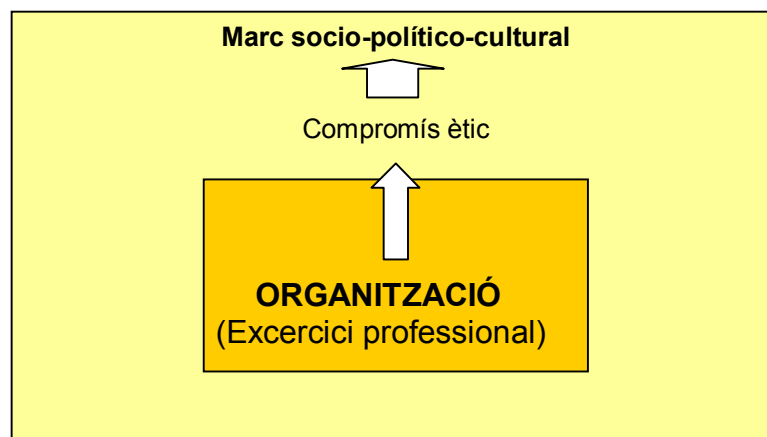 Marc socio-político-cultural
Compromís ètic
ORGANITZACIÓ
(Excercici professional)